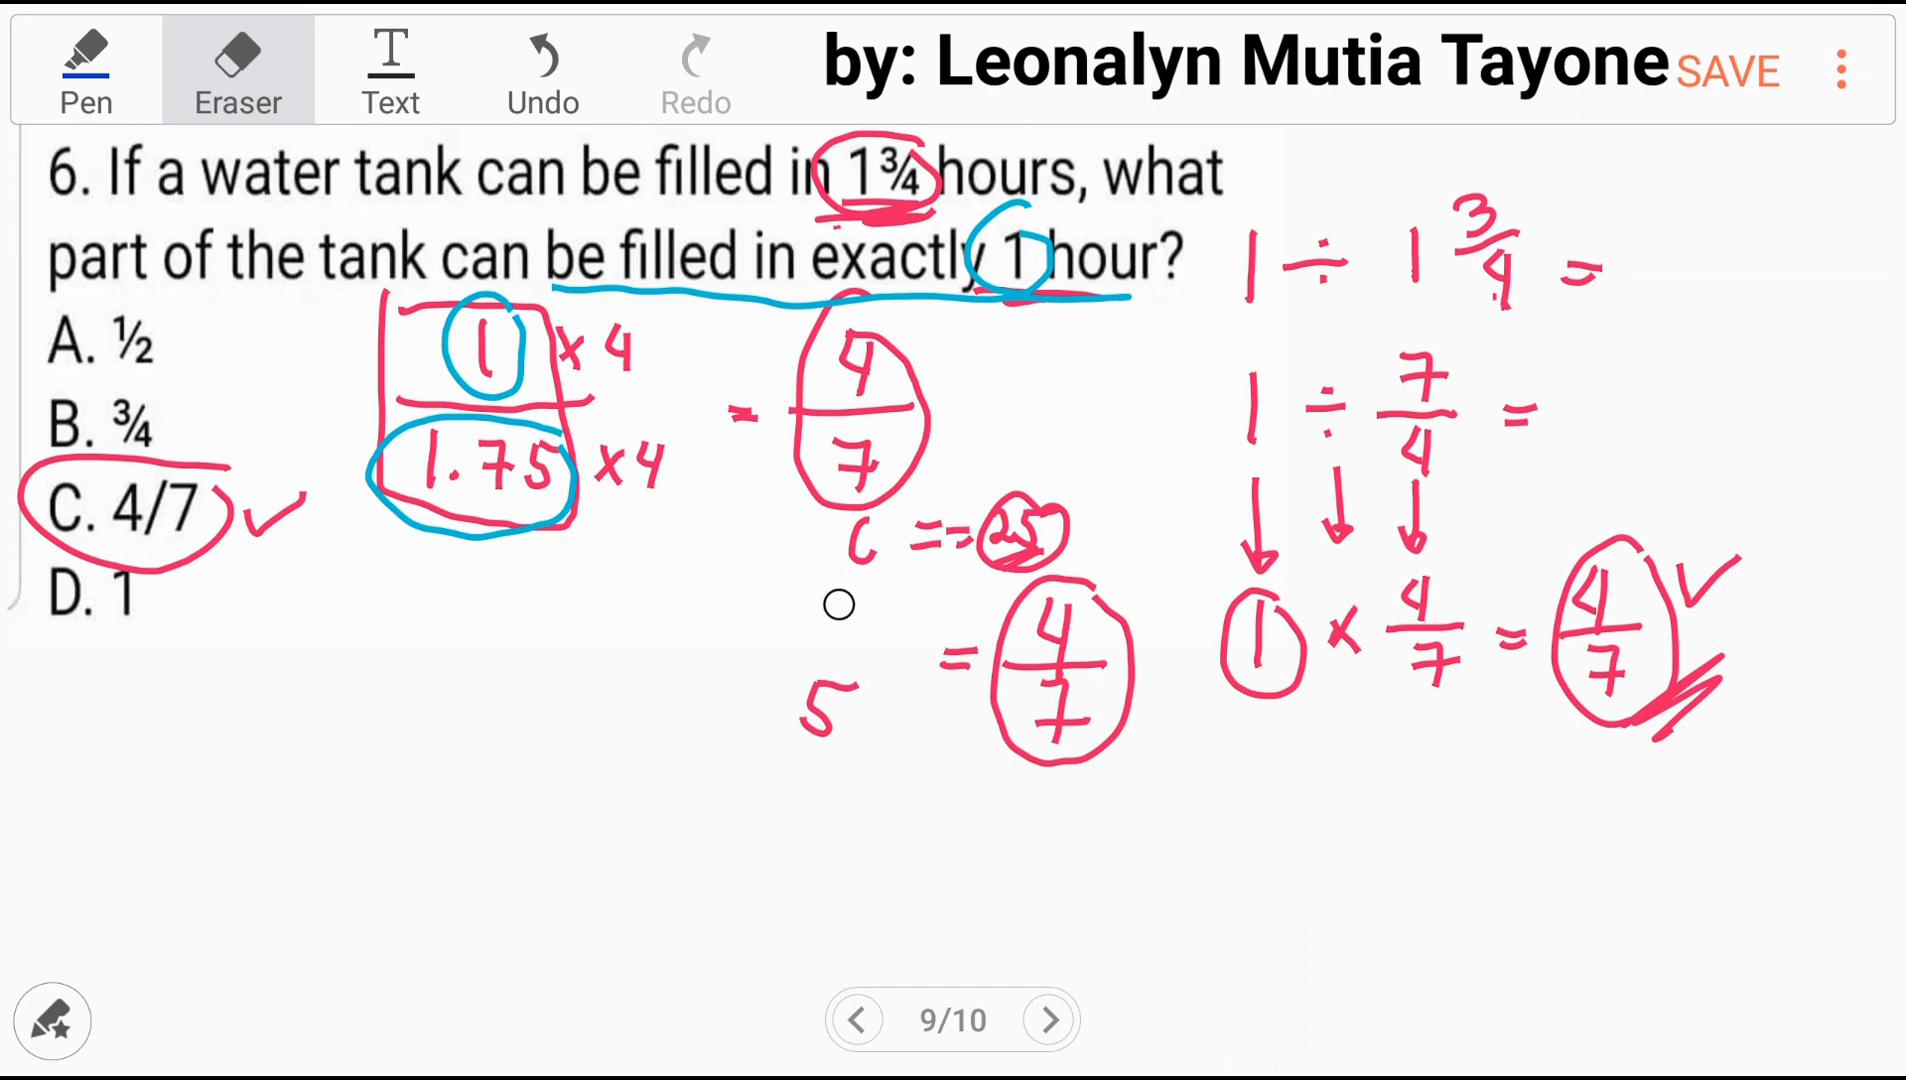 Pen
Eraser
Text
Undo
Redo
by: Leonalyn Mutia Tayone
SAVE
6. If a water tank can be filled in 1¾ hours, what
part of the tank can be filled in exactly 1 hour?
A. ½
B. ¾
C. 4/7
D. 1
1 × 4
1.75 × 4
= 4/7
C = = 25
5
= 4/7
1 ÷ 1 3/4 =
1 ÷ 7/4 =
1 × 4/7 = 4/7
9/10